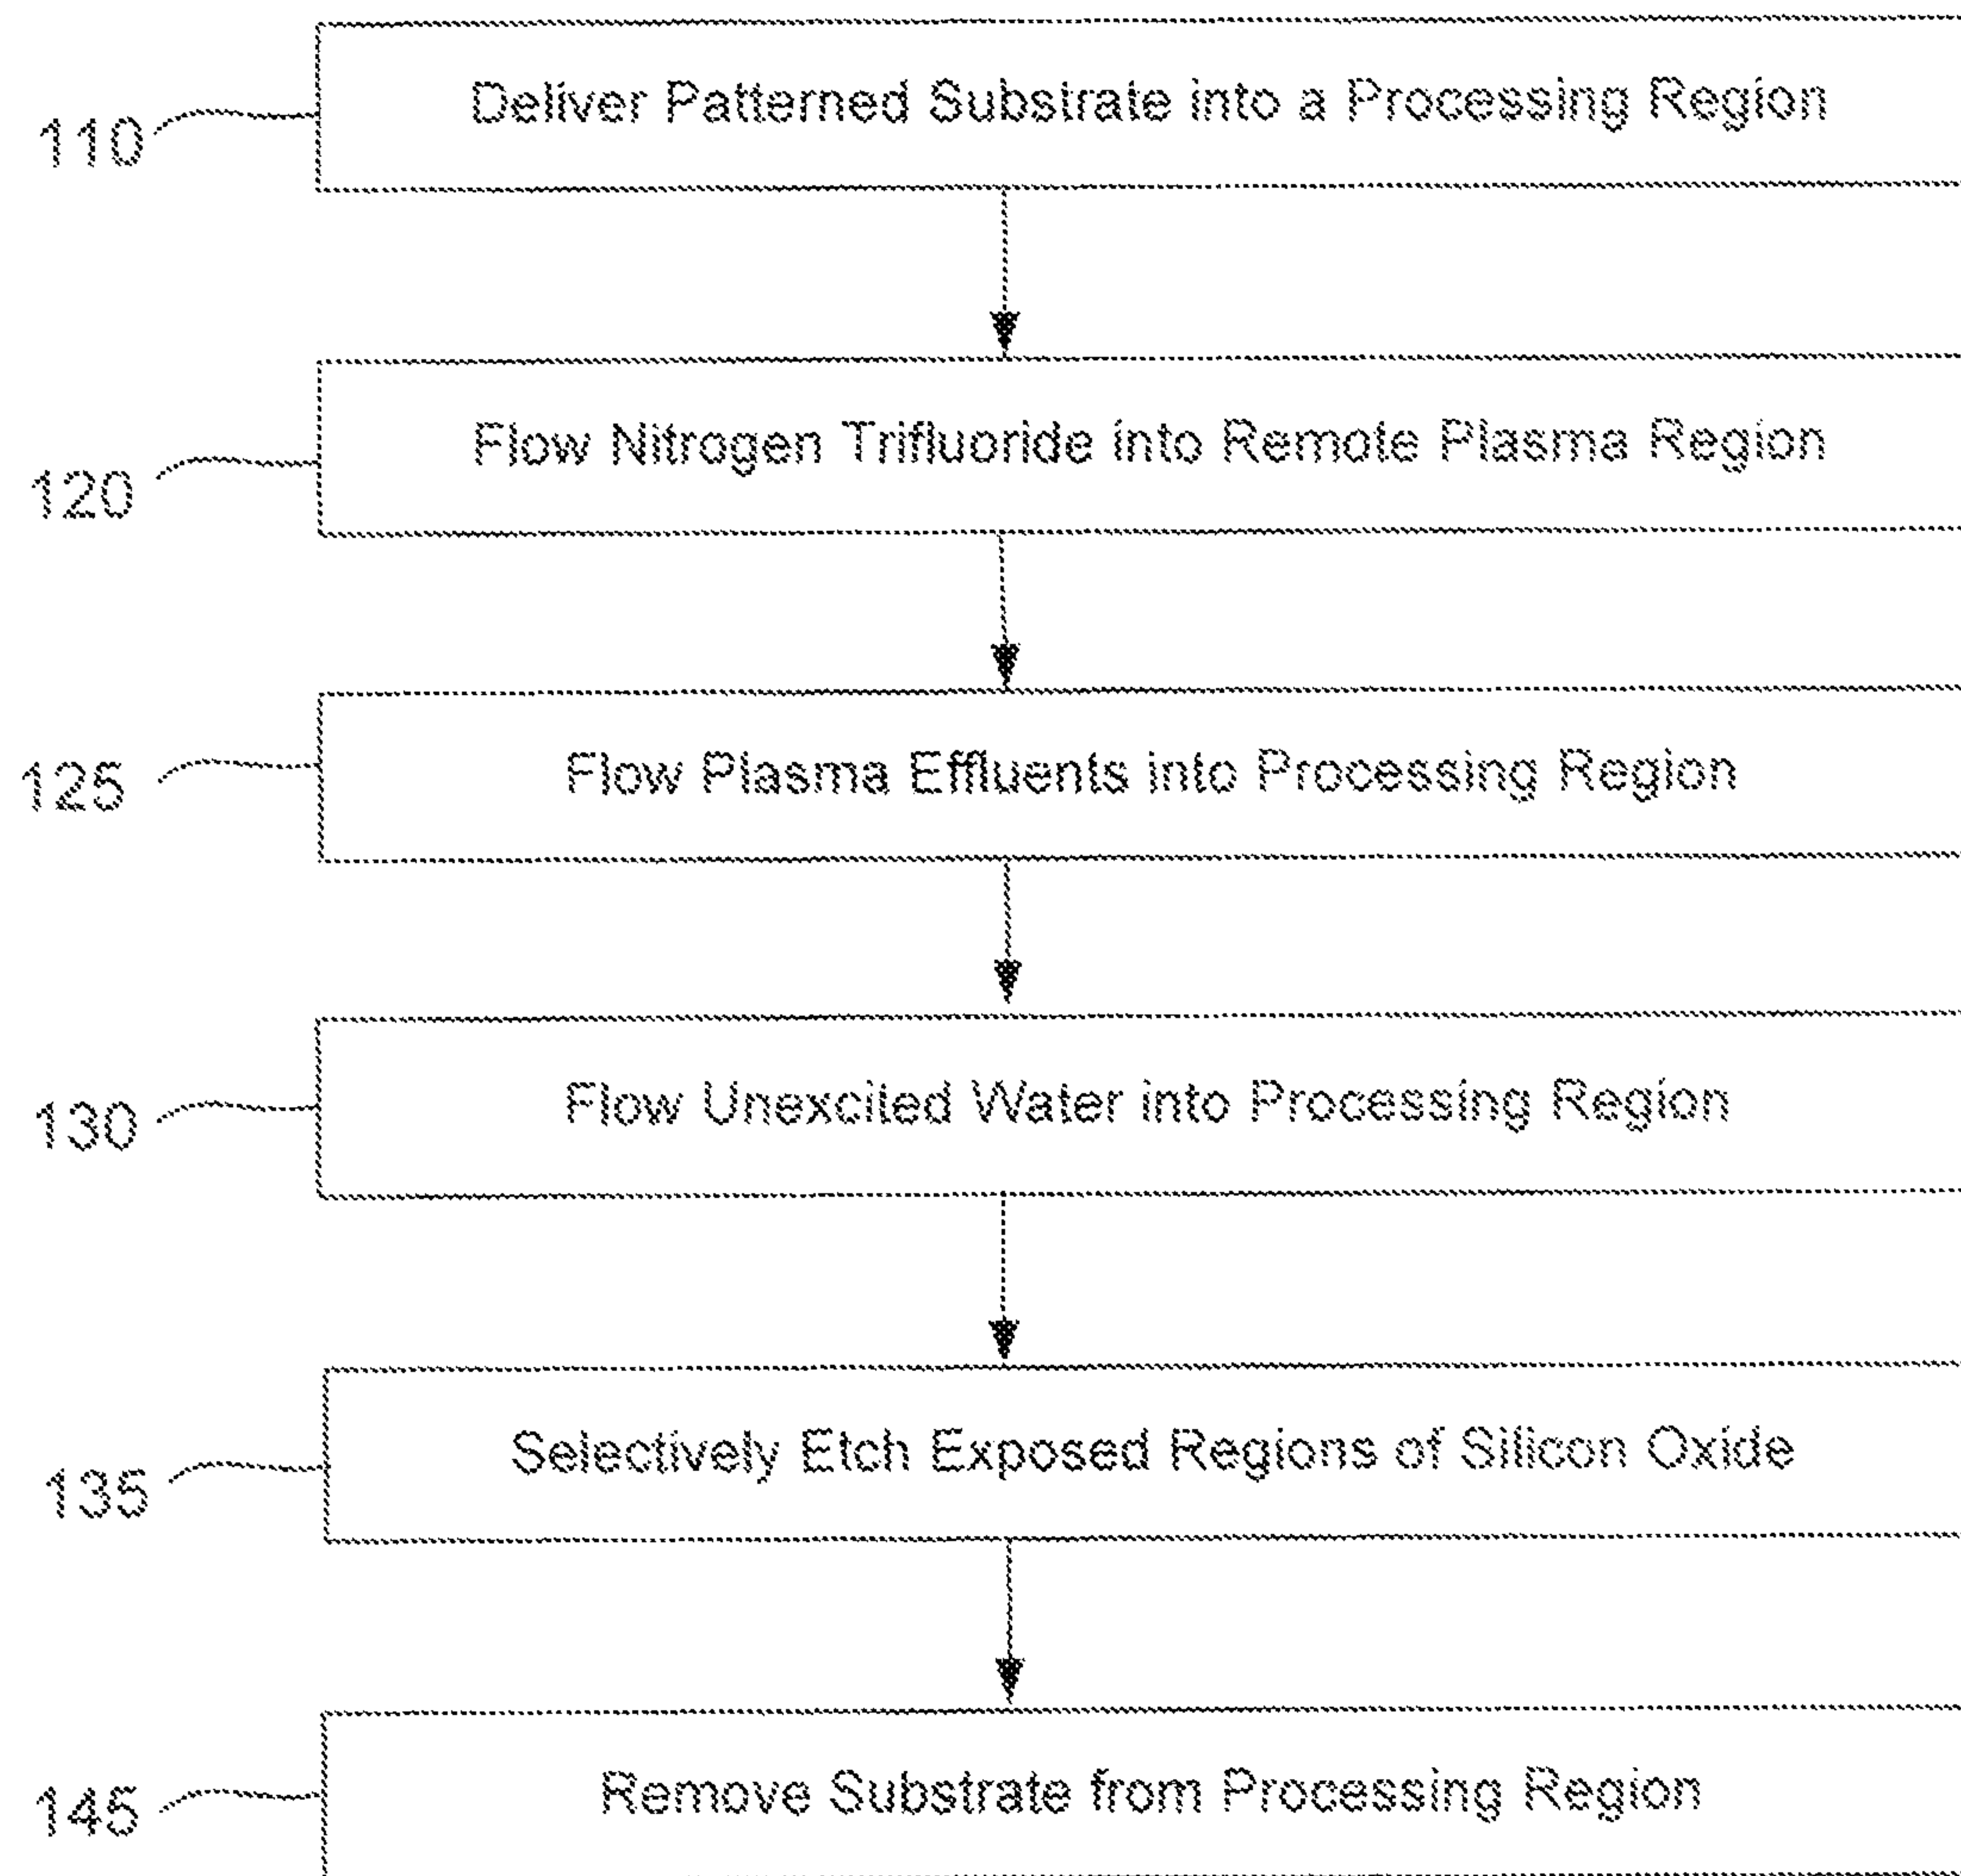 Deliver Patterned Substrate into a Processing Region
110
Flow Nitrogen Trifluoride into Remote Plasma Region
120
Flow Plasma Effluents into Processing Region
125
Flow Unexcited Water into Processing Region
130
Selectively Etch Exposed Regions of Silicon Oxide
135
Remove Substrate from Processing Region
145